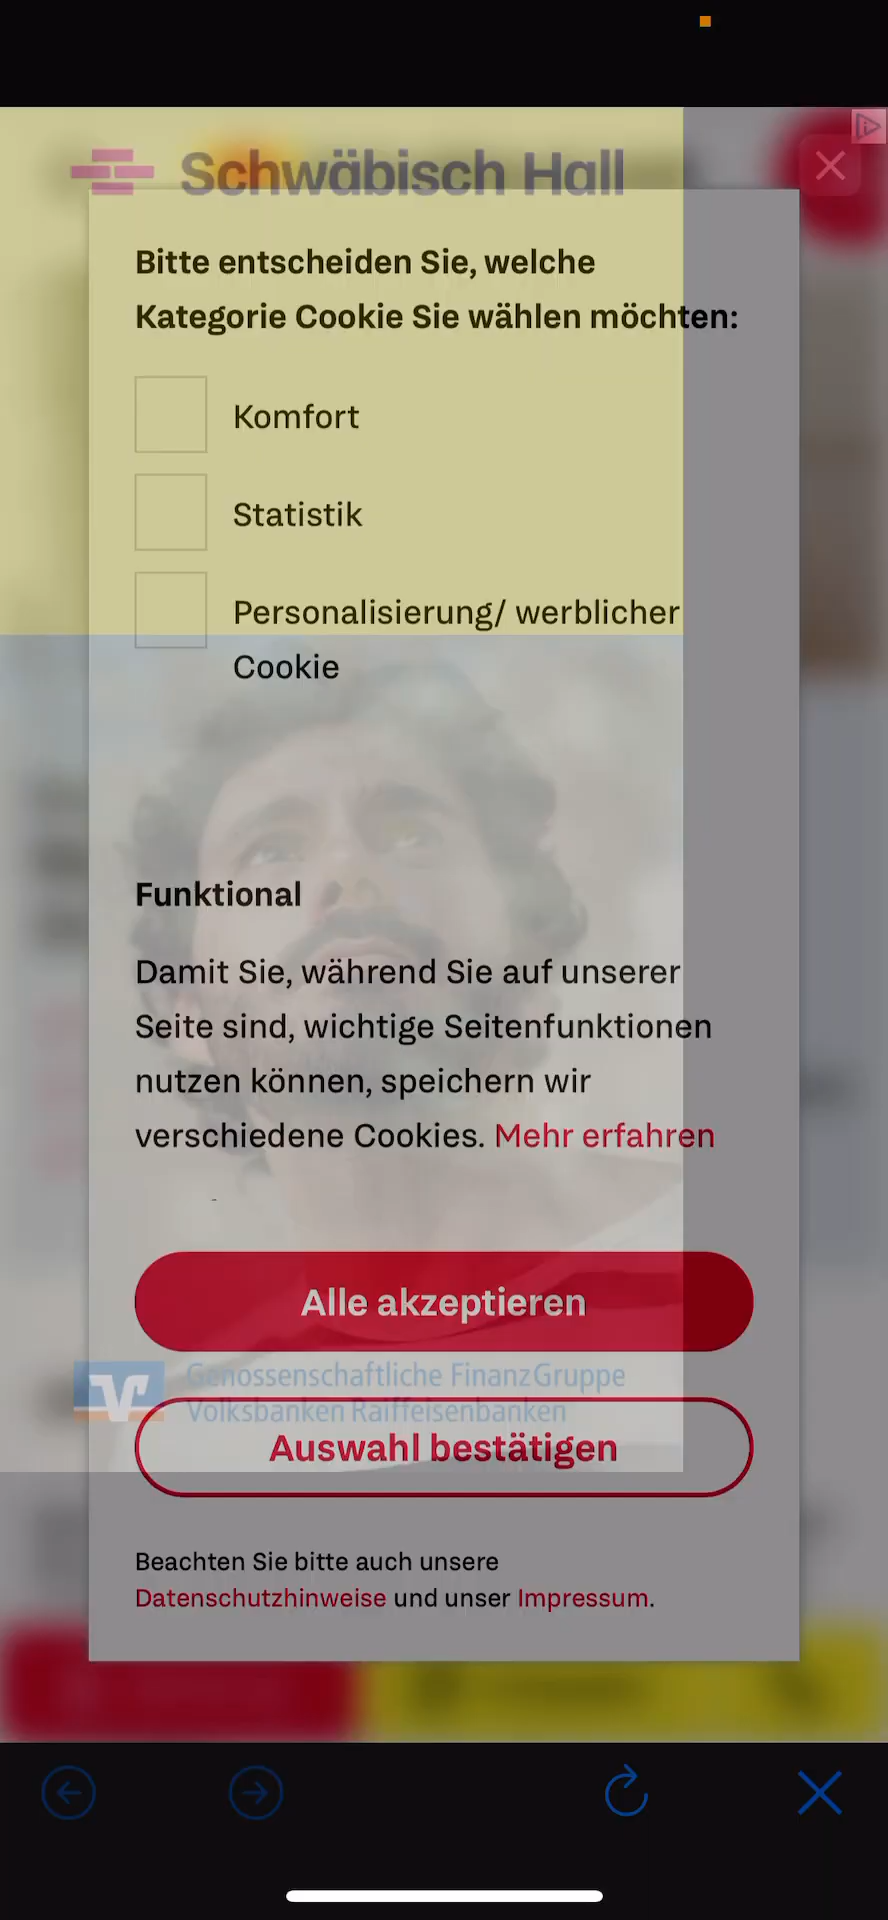 Schwäbisch Hall
Bitte entscheiden Sie, welche
Kategorie Cookie Sie wählen möchten:
Komfort
Statistik
Personalisierung/ werblicher
Cookie
Funktional
Damit Sie, während Sie auf unserer
Seite sind, wichtige Seitenfunktionen
nutzen können, speichern wir
verschiedene Cookies. Mehr erfahren
Alle akzeptieren
Genossenschaftliche FinanzGruppe
Volksbanken Raiffeisenbanken
Auswahl bestätigen
Beachten Sie bitte auch unsere
Datenschutzhinweise und unser Impressum.